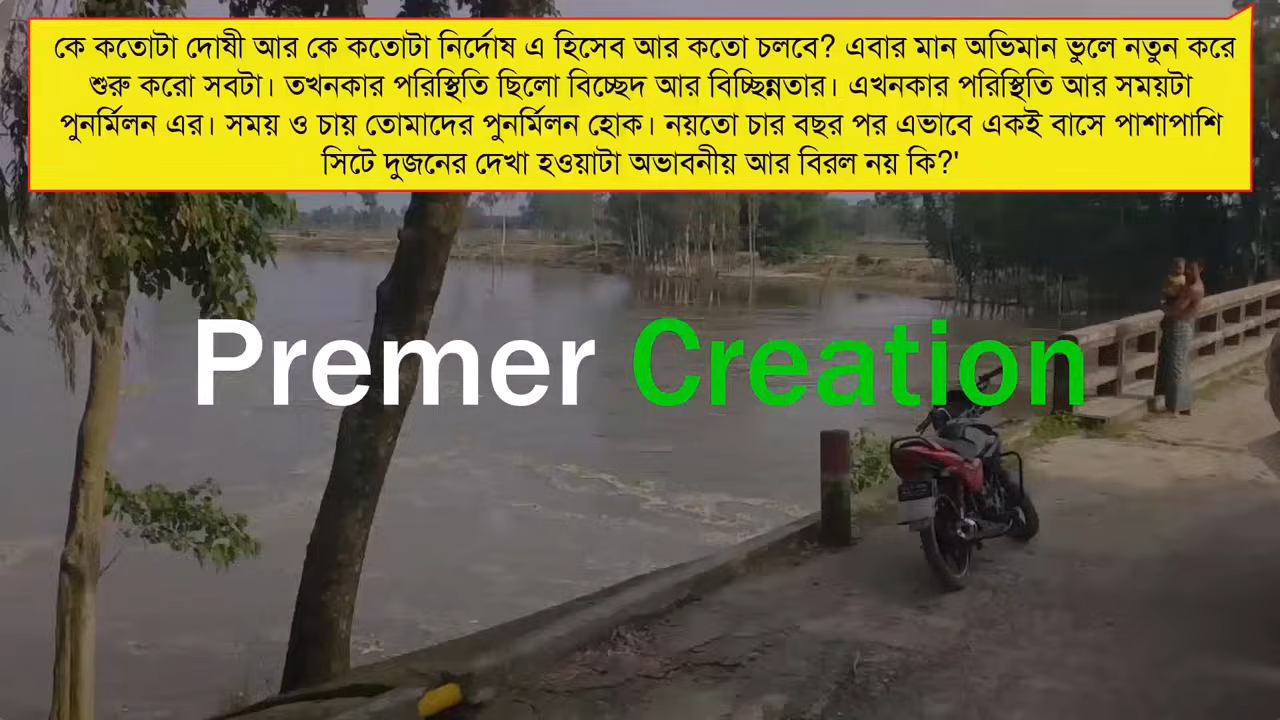 কে কতোটা দোষী আর কে কতোটা নির্দোষ এ হিসেব আর কতো চলবে? এবার মান অভিমান ভুলে নতুন করে
শুরু করো সবটা। তখনকার পরিস্থিতি ছিলো বিচ্ছেদ আর বিচ্ছিন্নতার। এখনকার পরিস্থিতি আর সময়টা
পুনর্মিলন এর। সময় ও চায় তোমাদের পুনর্মিলন হোক। নয়তো চার বছর পর এভাবে একই বাসে পাশাপাশি
সিটে দুজনের দেখা হওয়াটা অভাবনীয় আর বিরল নয় কি?'
Premer Creation